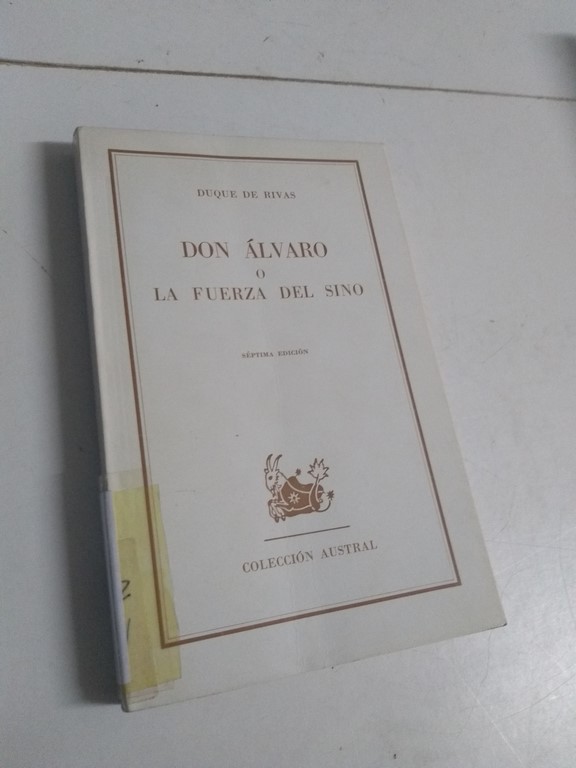 DUQUE DE RIVAS
DON ÁLVARO
O
LA FUERZA DEL SINO
SÉPTIMA EDICIÓN
COLECCIÓN AUSTRAL